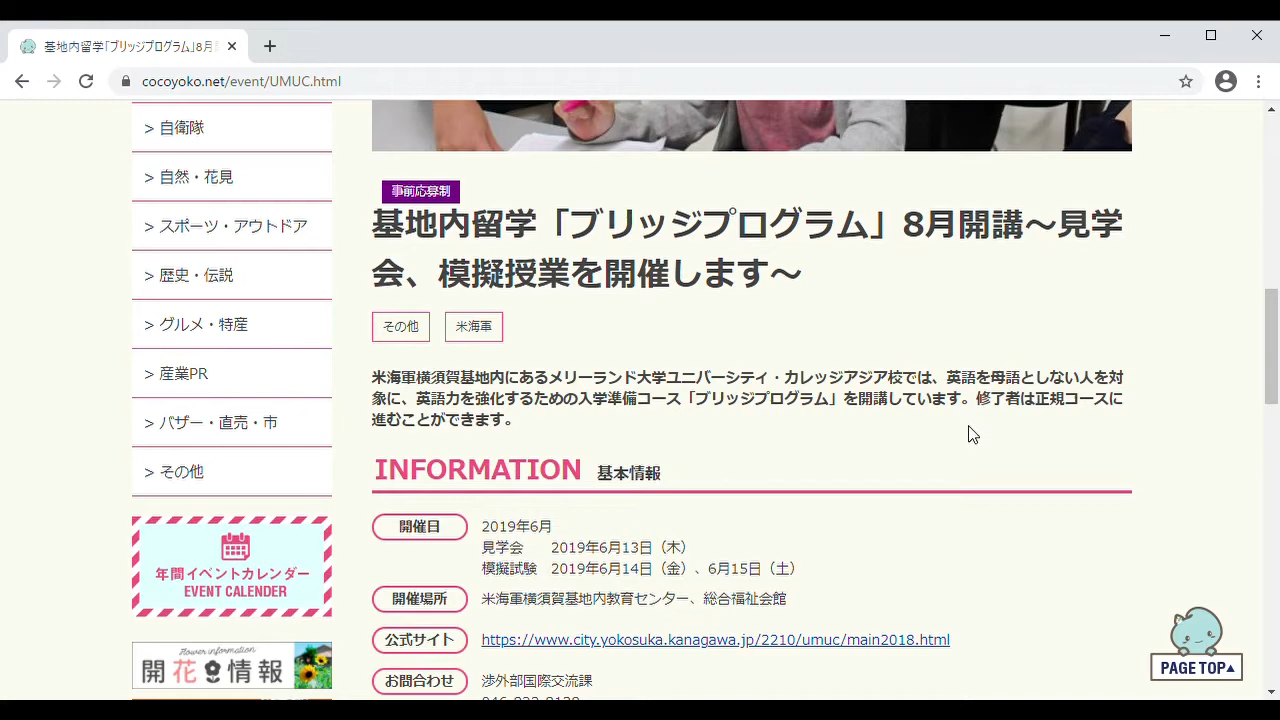 基地内留学「ブリッジプログラム」8月
cocoyoko.net/event/UMUC.html
> 自衛隊
> 自然・花見
> スポーツ・アウトドア
> 歴史・伝説
> グルメ・特産
> 産業PR
> バザー・直売・市
> その他
年間イベントカレンダー
EVENT CALENDER
Flower information
開花情報
事前応募制
基地内留学「ブリッジプログラム」8月開講～見学
会、模擬授業を開催します～
その他
米海軍
米海軍横須賀基地内にあるメリーランド大学ユニバーシティ・カレッジアジア校では、英語を母語としない人を対
象に、英語力を強化するための入学準備コース「ブリッジプログラム」を開講しています。修了者は正規コースに
進むことができます。
INFORMATION 基本情報
開催日 2019年6月
見学会 2019年6月13日（木）
模擬試験 2019年6月14日（金）、6月15日（土）
開催場所 米海軍横須賀基地内教育センター、総合福祉会館
公式サイト https://www.city.yokosuka.kanagawa.jp/2210/umuc/main2018.html
お問合わせ 渉外部国際交流課
PAGE TOP▲